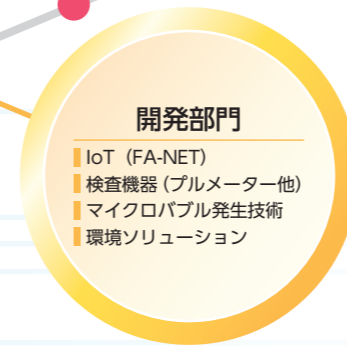 開発部門
IoT（FA-NET）
検査機器（プルメーター他）
マイクロバブル発生技術
環境ソリューション